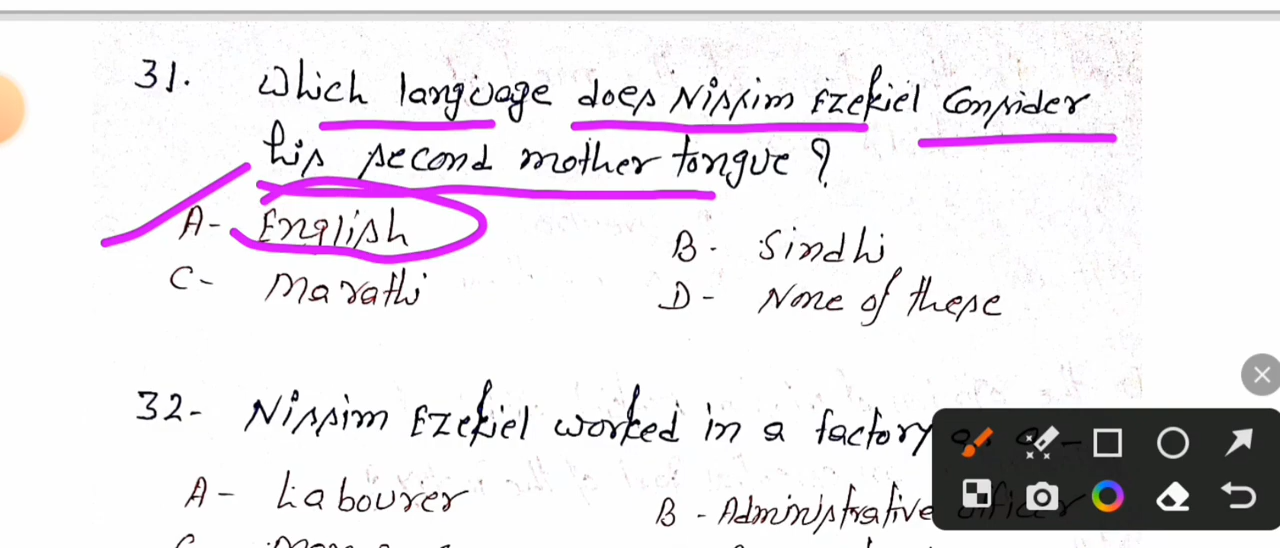 31. Which language does Nissim Ezekiel Consider
his second mother tongue ?
A- English
B- Sindhi
C- Marathi
D- None of these
32- Nissim Ezekiel worked in a factory
A- Labourer
B - Administrative